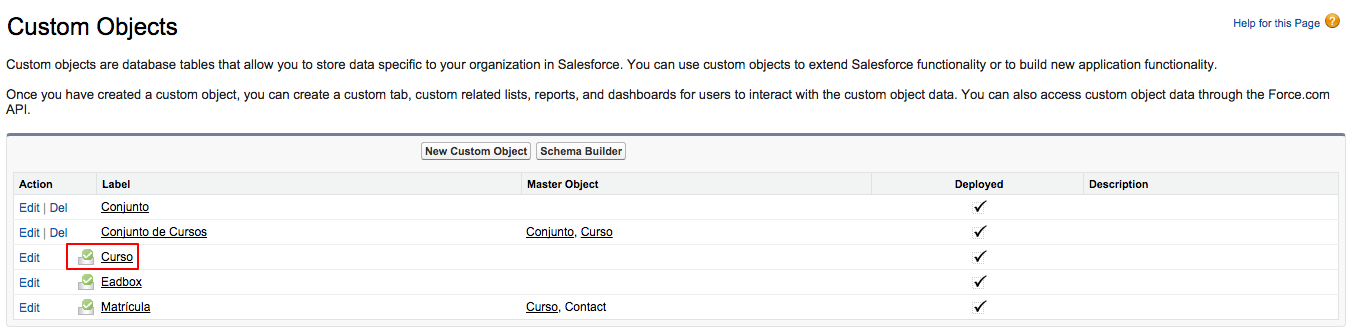 Custom Objects
Help for this Page ?
Custom objects are database tables that allow you to store data specific to your organization in Salesforce. You can use custom objects to extend Salesforce functionality or to build new application functionality.
Once you have created a custom object, you can create a custom tab, custom related lists, reports, and dashboards for users to interact with the custom object data. You can also access custom object data through the Force.com
API.
New Custom Object Schema Builder
Action Label Master Object Deployed Description
Edit | Del Conjunto
Edit | Del Conjunto de Cursos Conjunto, Curso
Edit Curso
Edit Eadbox
Edit Matrícula Curso, Contact